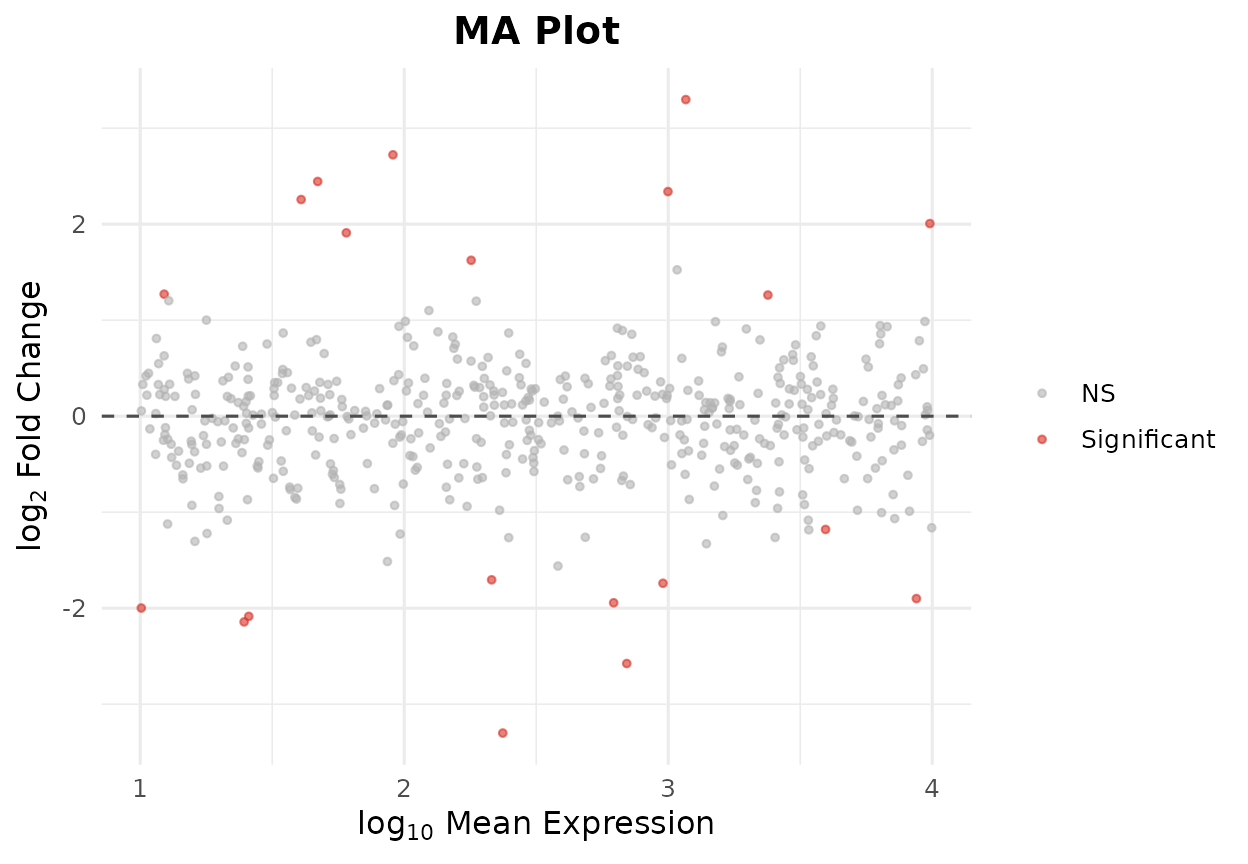 MA Plot
log₂ Fold Change
2
0
-2
1 2 3 4
log₁₀ Mean Expression
NS
Significant